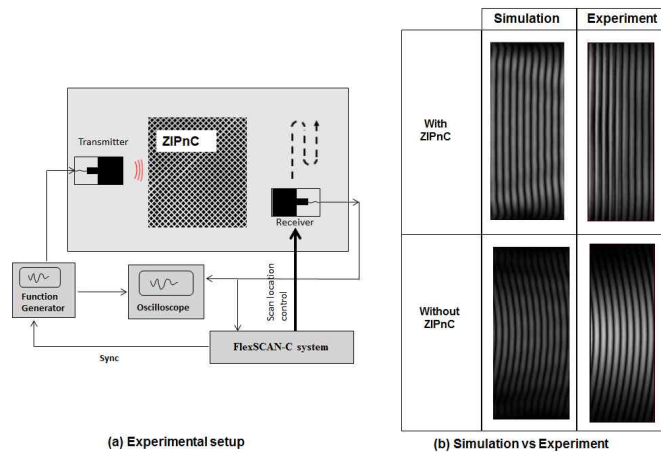 Simulation Experiment
Transmitter
ZIPnC
Receiver
Function
Generator
Oscilloscope
Scan location
control
FlexSCAN-C system
Sync
With
ZIPnC
Without
ZIPnC
(a) Experimental setup
(b) Simulation vs Experiment